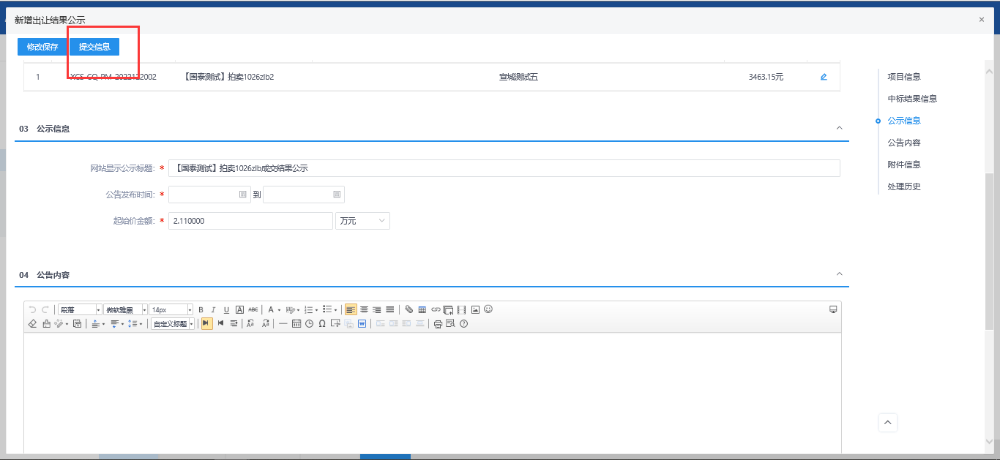 新增出让结果公示
×
修改保存 提交信息
1 XCS-CQ-PM-2022122002 【国泰测试】拍卖1026zlb2 宣城测试五 3463.15元
项目信息
中标结果信息
公示信息
公告内容
附件信息
处理历史
03 公示信息
网站显示公示标题: * 【国泰测试】拍卖1026zlb成交结果公示
公告发布时间: * 到
起始价金额: * 2.110000 万元
04 公告内容
段落 微软雅黑 14px B I U A ABC A
自定义标题 Ω W